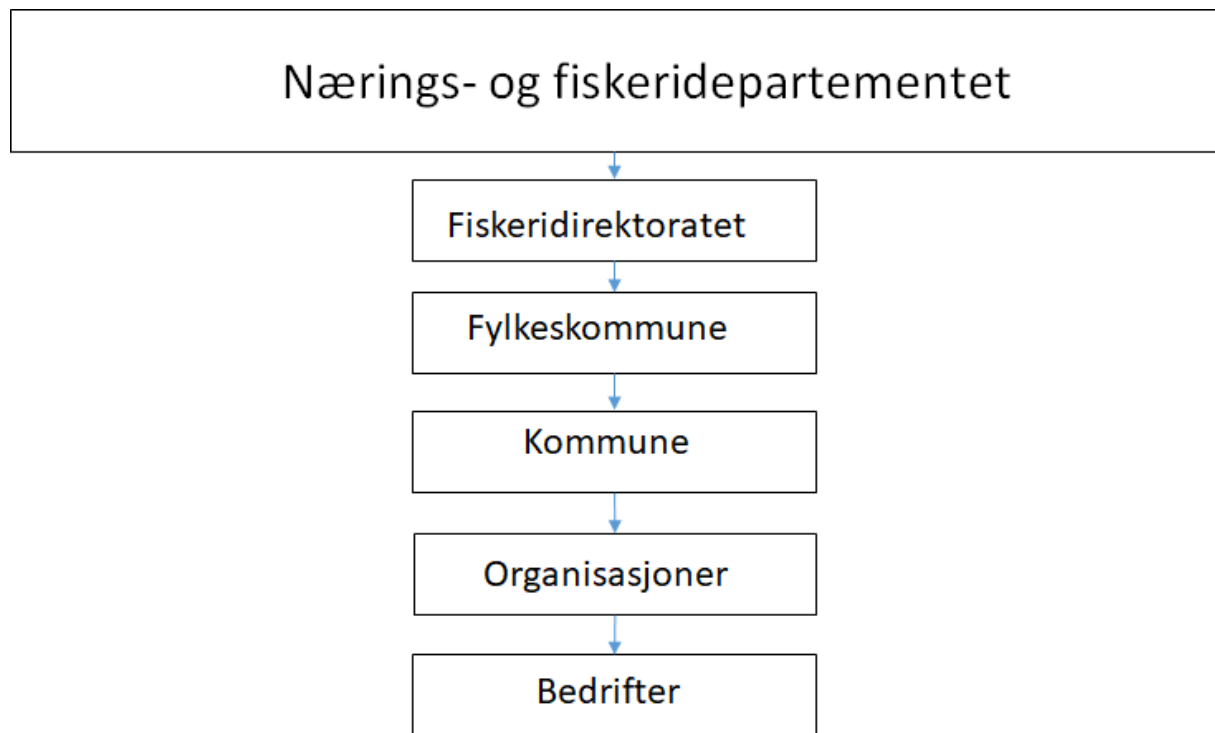 Nærings- og fiskeridepartementet
Fiskeridirektoratet
Fylkeskommune
Kommune
Organisasjoner
Bedrifter